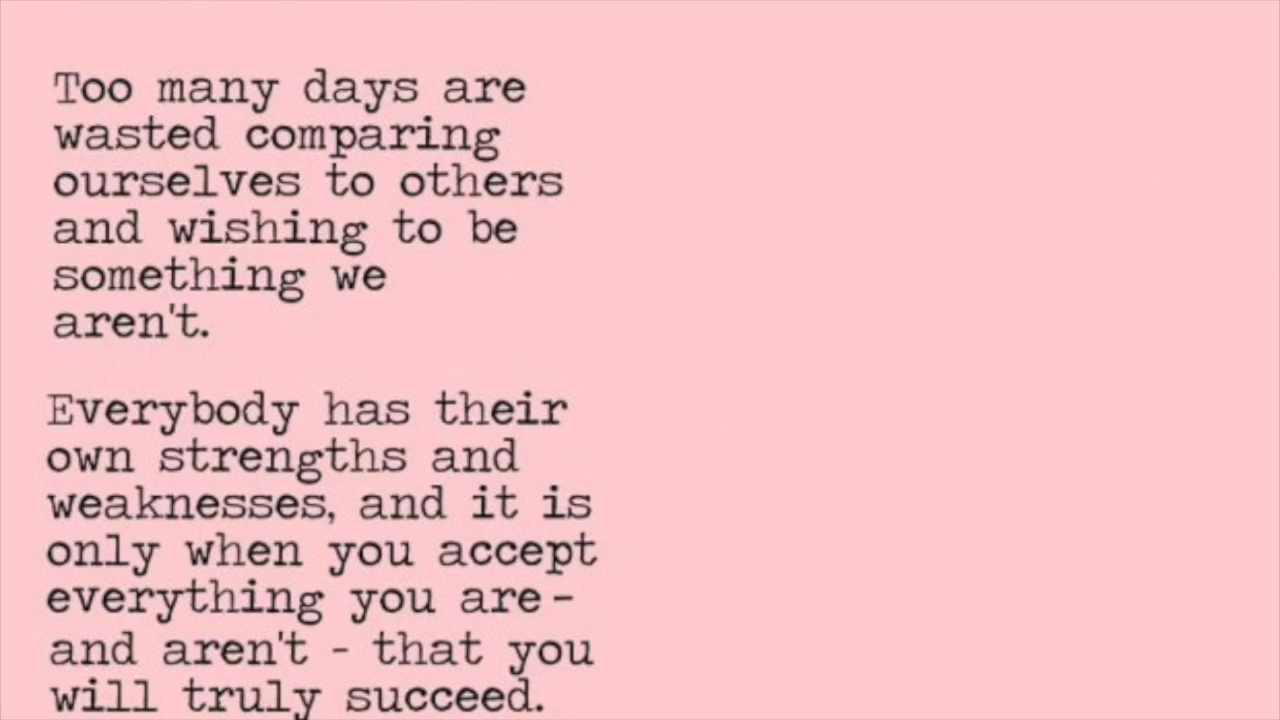 Too many days are
wasted comparing
ourselves to others
and wishing to be
something we
aren't.
Everybody has their
own strengths and
weaknesses, and it is
only when you accept
everything you are -
and aren't - that you
will truly succeed.